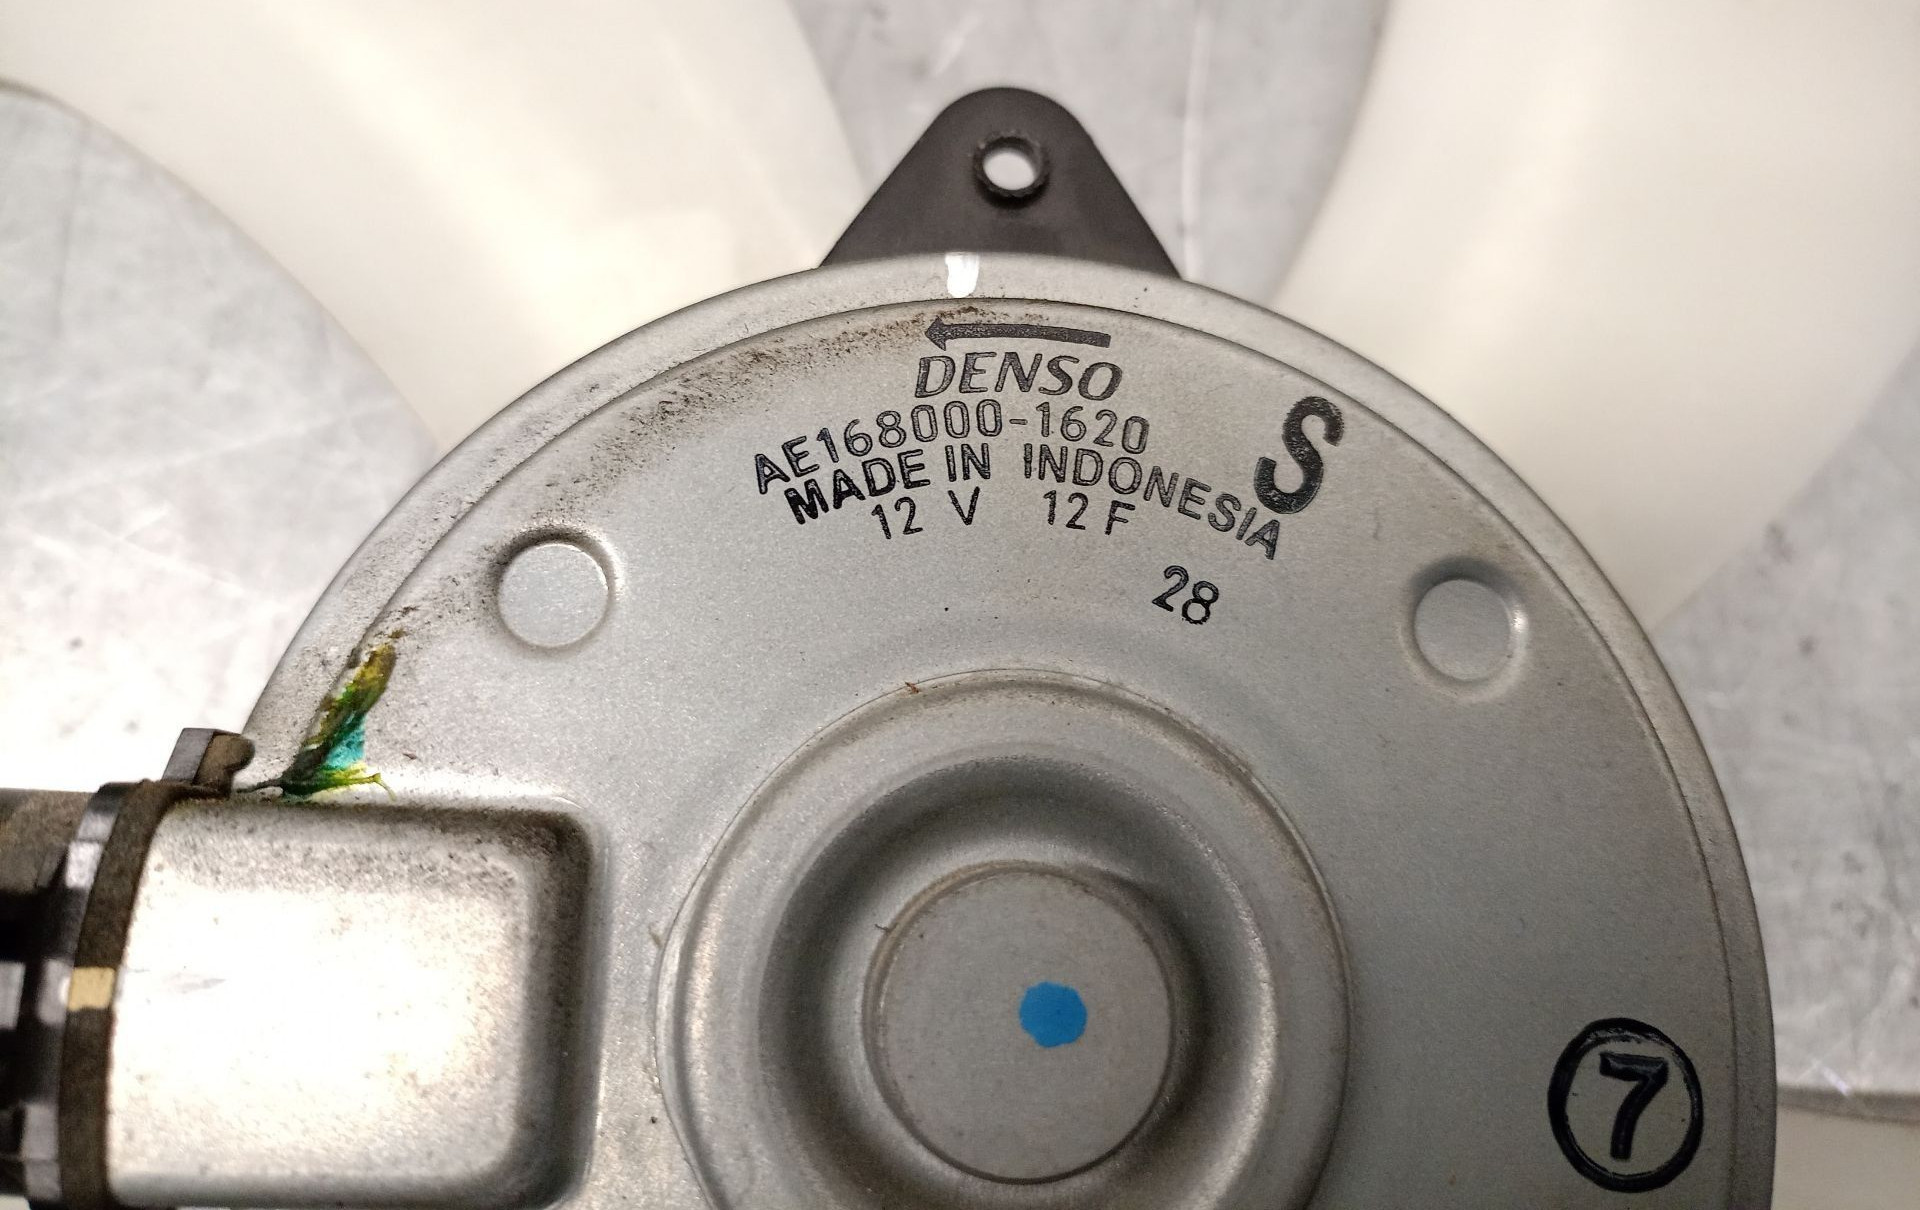 DENSO
AE168000-1620
MADE IN INDONESIA
12 V 12 F
S
28
7